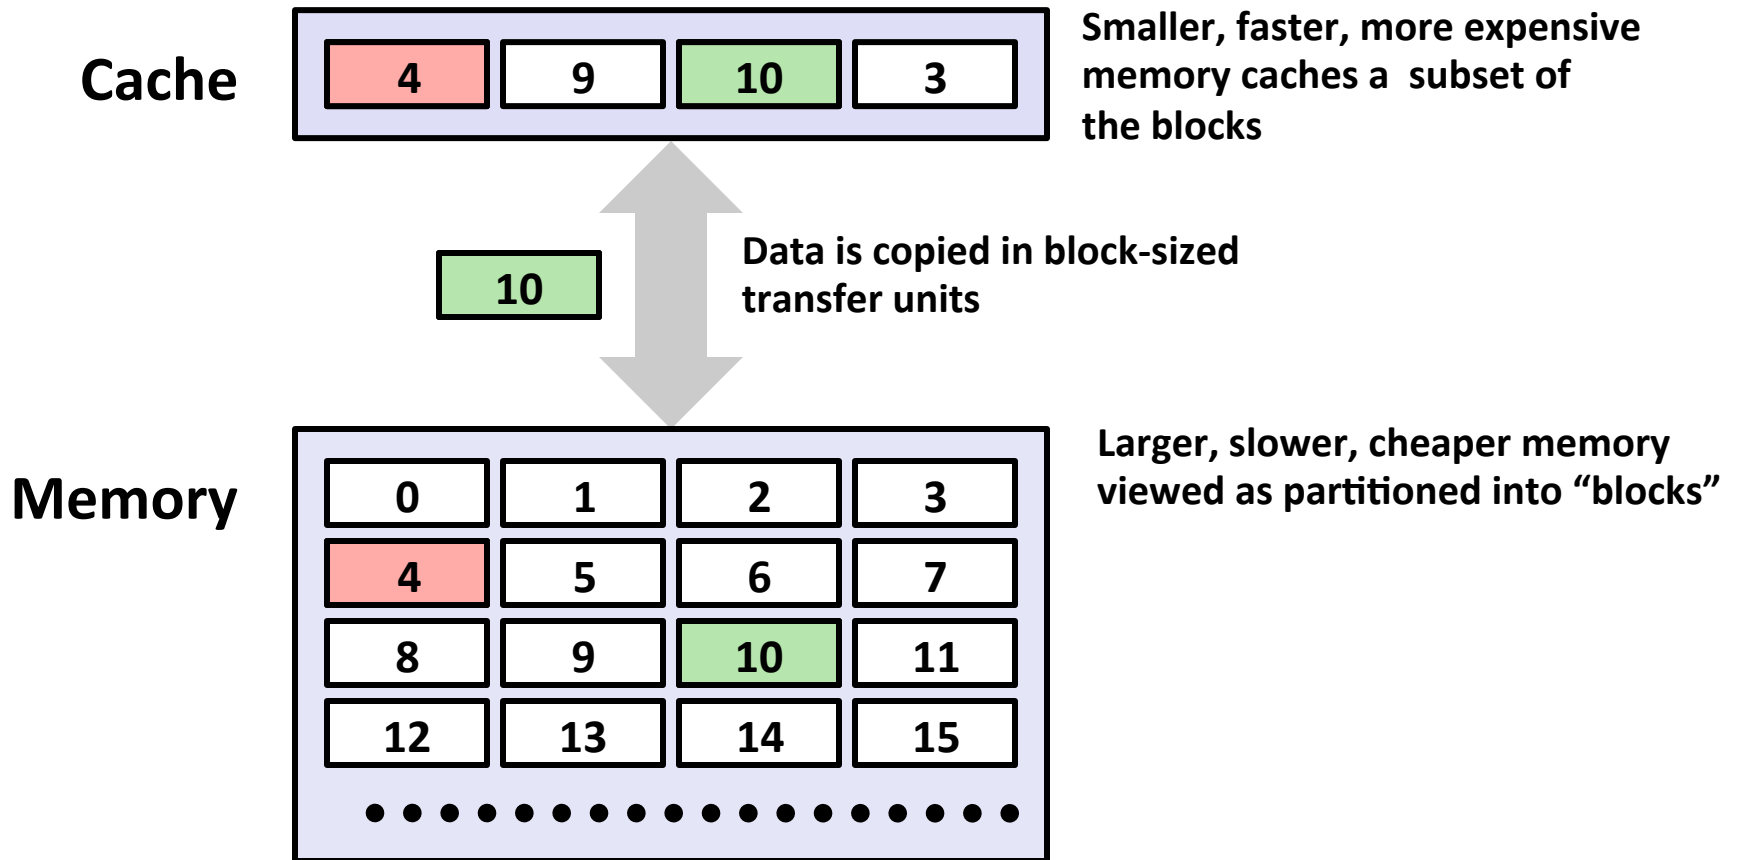 Cache
4 9 10 3
Smaller, faster, more expensive
memory caches a subset of
the blocks
10
Data is copied in block-sized
transfer units
Memory
0 1 2 3
4 5 6 7
8 9 10 11
12 13 14 15
Larger, slower, cheaper memory
viewed as partitioned into “blocks”